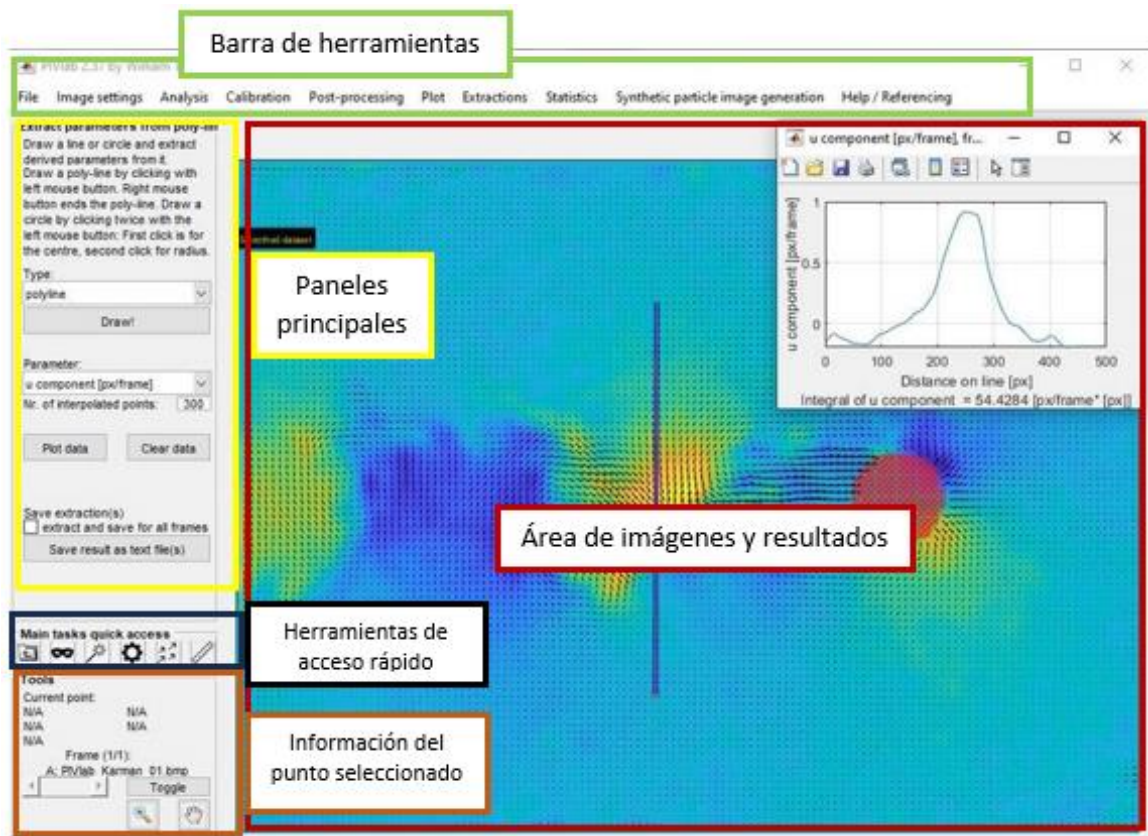 Barra de herramientas
PIVlab 2.37 by William
File Image settings Analysis Calibration Post-processing Plot Extractions Statistics Synthetic particle image generation Help / Referencing
Extract parameters from poly-lin
Draw a line or circle and extract
derived parameters from it.
Draw a poly-line by clicking with
left mouse button. Right mouse
button ends the poly-line. Draw a
circle by clicking twice with the
left mouse button: First click is for
the centre, second click for radius.
Type:
polyline
Draw!
Parameter:
u component [px/frame]
Nr. of interpolated points: 300
Plot data Clear data
Save extraction(s)
extract and save for all frames
Save result as text file(s)
Paneles
principales
u component [px/frame], fr...
u component [px/frame]
1
0.5
0
0 100 200 300 400 500
Distance on line [px]
Integral of u component = 54.4284 [px/frame* [px]]
Área de imágenes y resultados
Main tasks quick access
Herramientas de
acceso rápido
Tools
Current point:
N/A N/A
N/A N/A
N/A
Frame (1/1):
A: PIVlab_Karman_01.bmp
Toggle
Información del
punto seleccionado